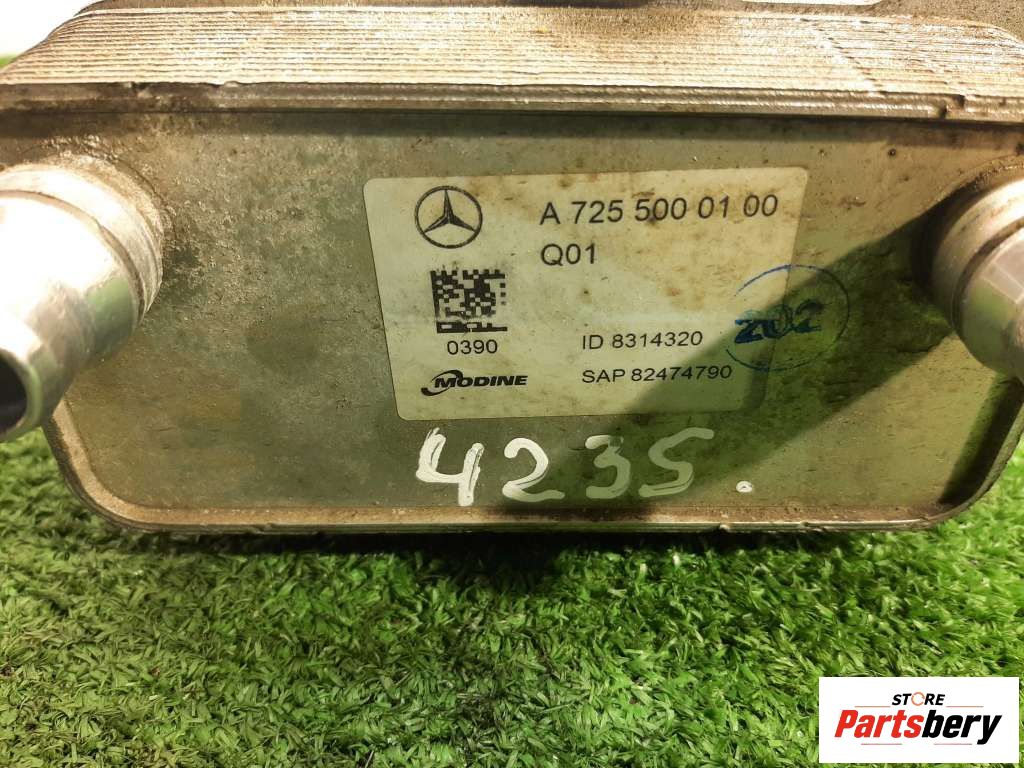 A 725 500 01 00
Q01
0390
ID 8314320
MODINE
SAP 82474790
202
4235.
STORE
Partsbery